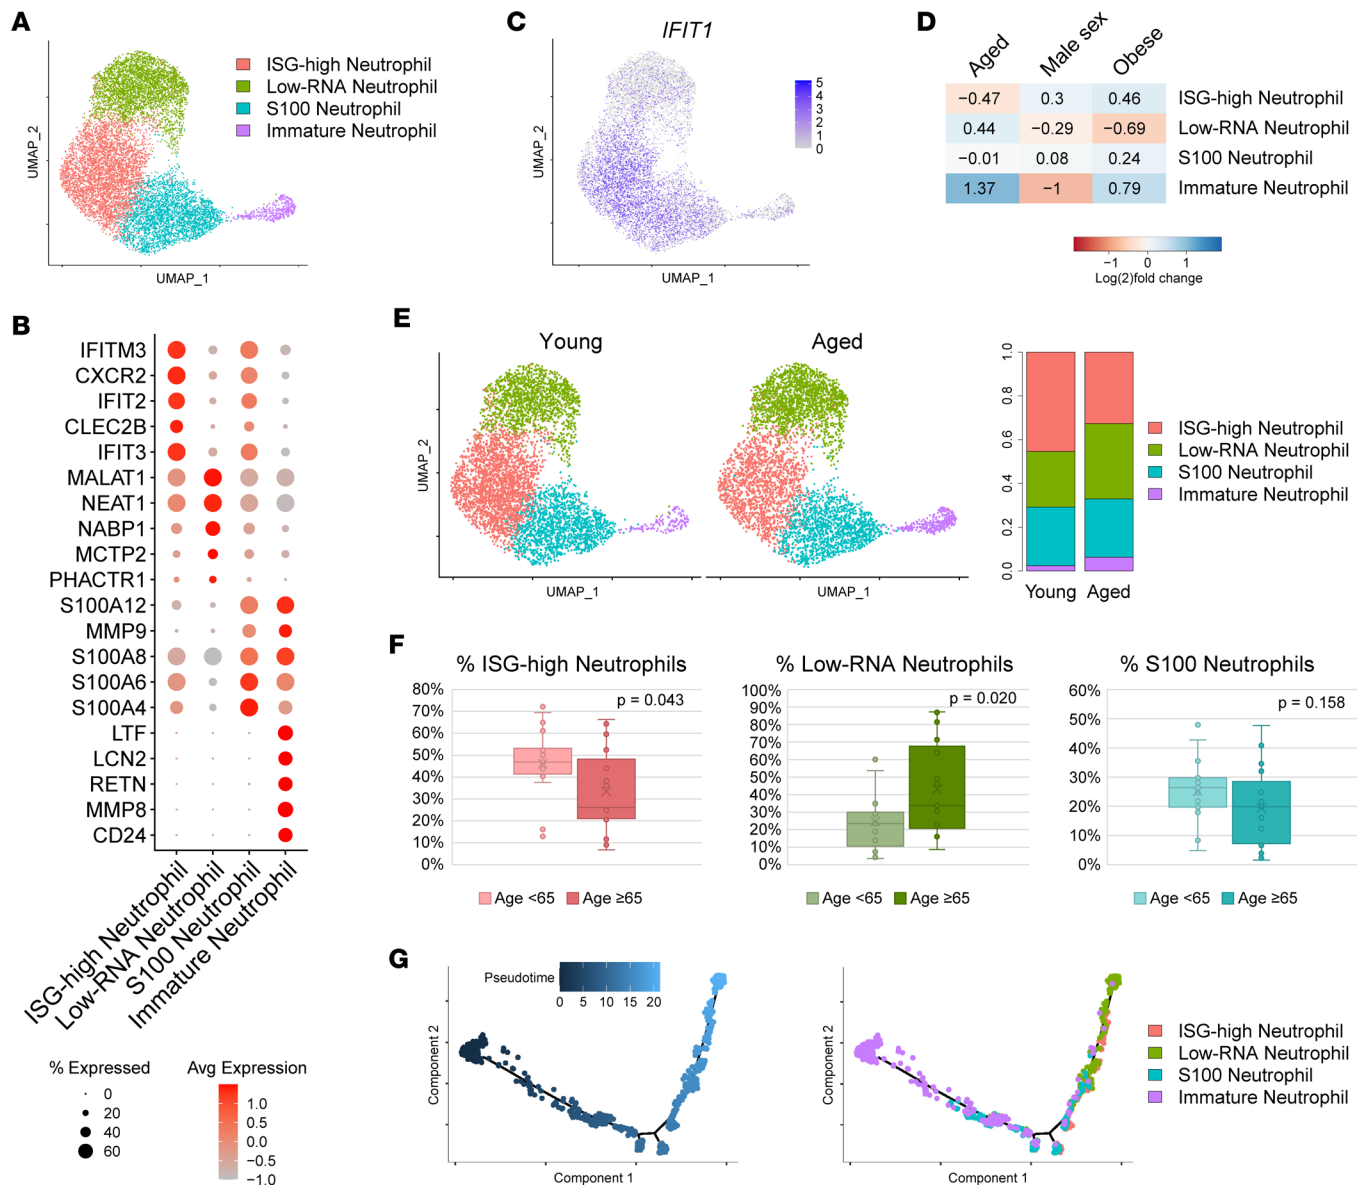 A
ISG-high Neutrophil
Low-RNA Neutrophil
S100 Neutrophil
Immature Neutrophil
UMAP_2
UMAP_1
C
IFIT1
5
4
3
2
1
0
UMAP_2
UMAP_1
D
Aged
Male sex
Obese
−0.47 0.3 0.46 ISG-high Neutrophil
0.44 −0.29 −0.69 Low-RNA Neutrophil
−0.01 0.08 0.24 S100 Neutrophil
1.37 −1 0.79 Immature Neutrophil
−1 0 1
Log(2)fold change
B
IFITM3
CXCR2
IFIT2
CLEC2B
IFIT3
MALAT1
NEAT1
NABP1
MCTP2
PHACTR1
S100A12
MMP9
S100A8
S100A6
S100A4
LTF
LCN2
RETN
MMP8
CD24
ISG-high Neutrophil
Low-RNA Neutrophil
S100 Neutrophil
Immature Neutrophil
% Expressed
0
20
40
60
Avg Expression
1.0
0.5
0.0
−0.5
−1.0
E
Young
Aged
UMAP_2
UMAP_1
UMAP_1
1.0
0.8
0.6
0.4
0.2
0.0
Young Aged
ISG-high Neutrophil
Low-RNA Neutrophil
S100 Neutrophil
Immature Neutrophil
F
% ISG-high Neutrophils
p = 0.043
80%
70%
60%
50%
40%
30%
20%
10%
0%
Age <65 Age ≥65
% Low-RNA Neutrophils
p = 0.020
100%
90%
80%
70%
60%
50%
40%
30%
20%
10%
0%
Age <65 Age ≥65
% S100 Neutrophils
p = 0.158
60%
50%
40%
30%
20%
10%
0%
Age <65 Age ≥65
G
Pseudotime
0 5 10 15 20
Component 2
Component 1
Component 2
Component 1
ISG-high Neutrophil
Low-RNA Neutrophil
S100 Neutrophil
Immature Neutrophil